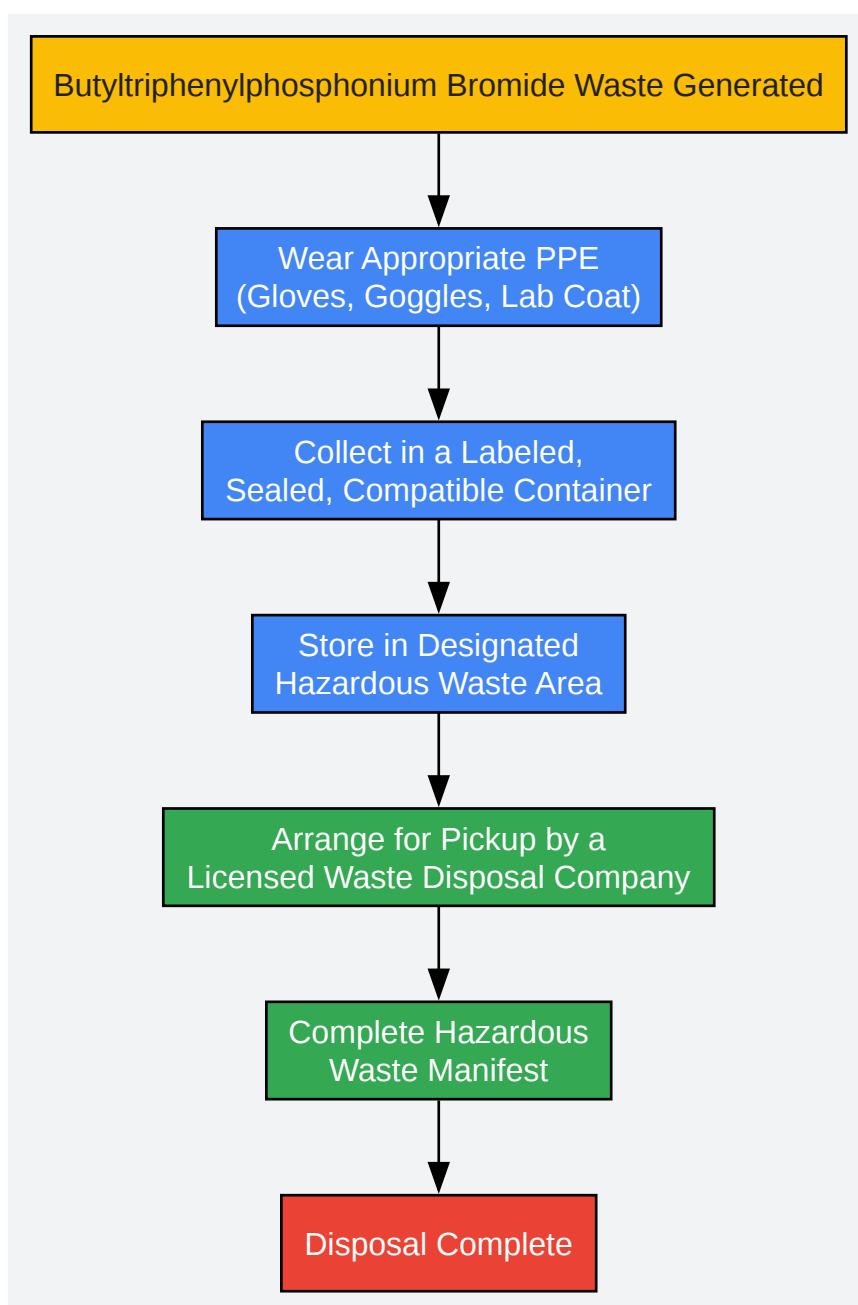 Butyltriphenylphosphonium Bromide Waste Generated
Wear Appropriate PPE
(Gloves, Goggles, Lab Coat)
Collect in a Labeled,
Sealed, Compatible Container
Store in Designated
Hazardous Waste Area
Arrange for Pickup by a
Licensed Waste Disposal Company
Complete Hazardous
Waste Manifest
Disposal Complete